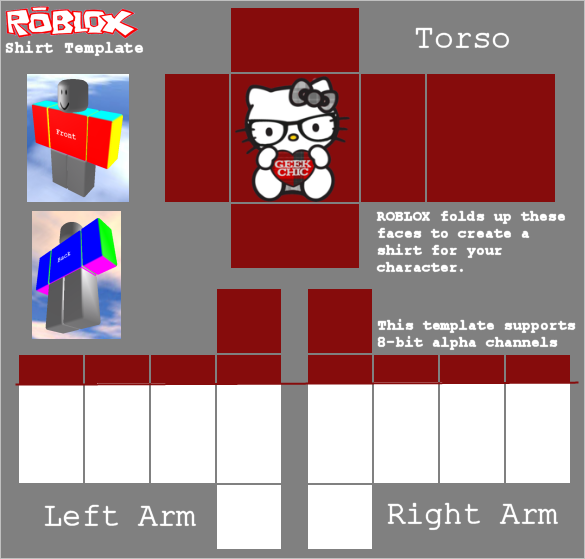 RŌBLOX
Shirt Template
Torso
Front
GEEK
CHIC
Back
ROBLOX folds up these
faces to create a
shirt for your
character.
This template supports
8-bit alpha channels
Left Arm
Right Arm